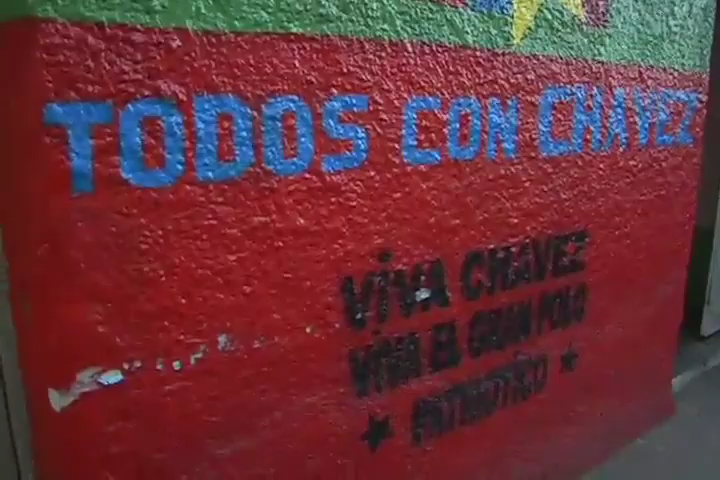 TODOS CON CHAVEZ
VIVA CHAVEZ
VIVA EL GRAN POLO
PATRIOTICO